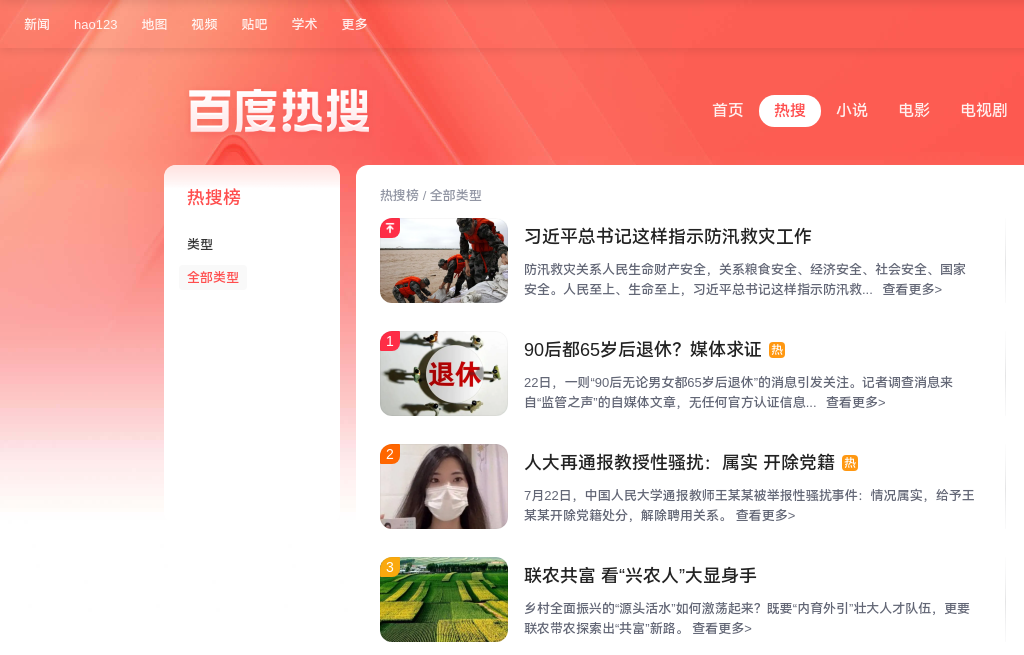 新闻 hao123 地图 视频 贴吧 学术 更多
百度热搜
首页 热搜 小说 电影 电视剧
热搜榜
类型
全部类型
热搜榜 / 全部类型
习近平总书记这样指示防汛救灾工作
防汛救灾关系人民生命财产安全，关系粮食安全、经济安全、社会安全、国家
安全。人民至上、生命至上，习近平总书记这样指示防汛救... 查看更多>
1
退休
90后都65岁后退休？媒体求证 热
22日，一则“90后无论男女都65岁后退休”的消息引发关注。记者调查消息来
自“监管之声”的自媒体文章，无任何官方认证信息... 查看更多>
2
人大再通报教授性骚扰：属实 开除党籍 热
7月22日，中国人民大学通报教师王某某被举报性骚扰事件：情况属实，给予王
某某开除党籍处分，解除聘用关系。 查看更多>
3
联农共富 看“兴农人”大显身手
乡村全面振兴的“源头活水”如何激荡起来？既要“内育外引”壮大人才队伍，更要
联农带农探索出“共富”新路。 查看更多>